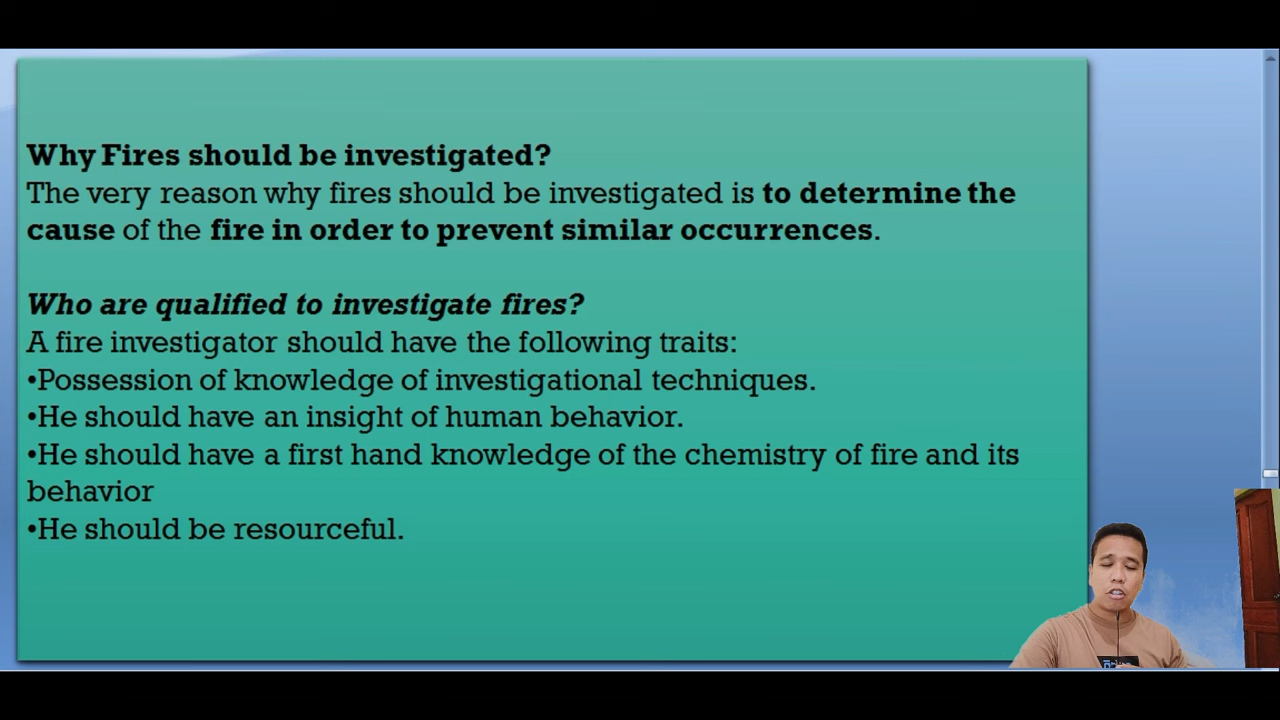 Why Fires should be investigated?
The very reason why fires should be investigated is to determine the
cause of the fire in order to prevent similar occurrences.
Who are qualified to investigate fires?
A fire investigator should have the following traits:
•Possession of knowledge of investigational techniques.
•He should have an insight of human behavior.
•He should have a first hand knowledge of the chemistry of fire and its
behavior
•He should be resourceful.